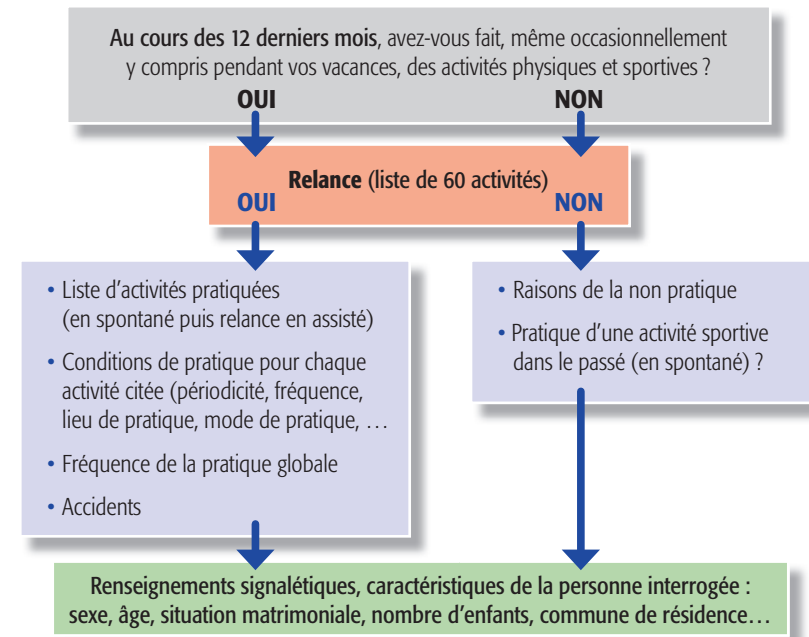 Au cours des 12 derniers mois, avez-vous fait, même occasionnellement
y compris pendant vos vacances, des activités physiques et sportives ?
OUI NON
Relance (liste de 60 activités)
OUI NON
• Liste d'activités pratiquées
(en spontané puis relance en assisté)
• Conditions de pratique pour chaque
activité citée (périodicité, fréquence,
lieu de pratique, mode de pratique, …
• Fréquence de la pratique globale
• Accidents
• Raisons de la non pratique
• Pratique d'une activité sportive
dans le passé (en spontané) ?
Renseignements signalétiques, caractéristiques de la personne interrogée :
sexe, âge, situation matrimoniale, nombre d'enfants, commune de résidence…